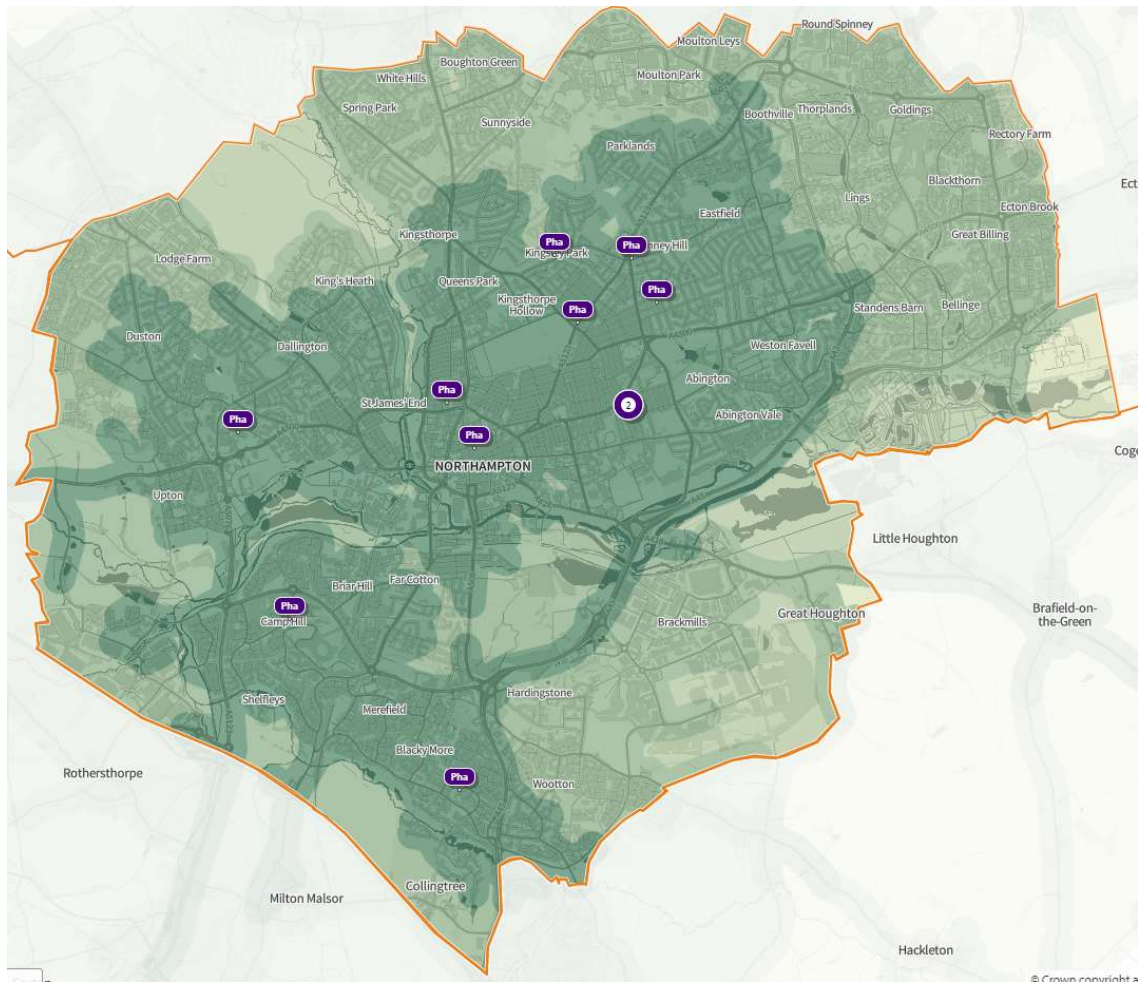 Round Spinney
Moulton Leys
Boughton Green
White Hills
Moulton Park
Spring Park
Sunnyside
Boothville
Thorplands
Goldings
Rectory Farm
Parklands
Blackthorn
Ect
Lings
Ecton Brook
Eastfield
Great Billing
Kingsthorpe
Pha
Kingsley Park
Pha
nney Hill
Lodge Farm
King's Heath
Queens Park
Pha
Kingsthorpe
Hollow
Pha
Standens Barn
Bellinge
Duston
Dallington
Weston Favell
Abington
Pha
St James' End
2
Abington Vale
Pha
Pha
NORTHAMPTON
Coge
Upton
Little Houghton
Briar Hill
Far Cotton
Pha
Camp Hill
Brackmills
Great Houghton
Brafield-on-
the-Green
Hardingstone
Shelfleys
Merefield
Blacky More
Rothersthorpe
Pha
Wootton
Collingtree
Milton Malsor
Hackleton
© Crown copyright a